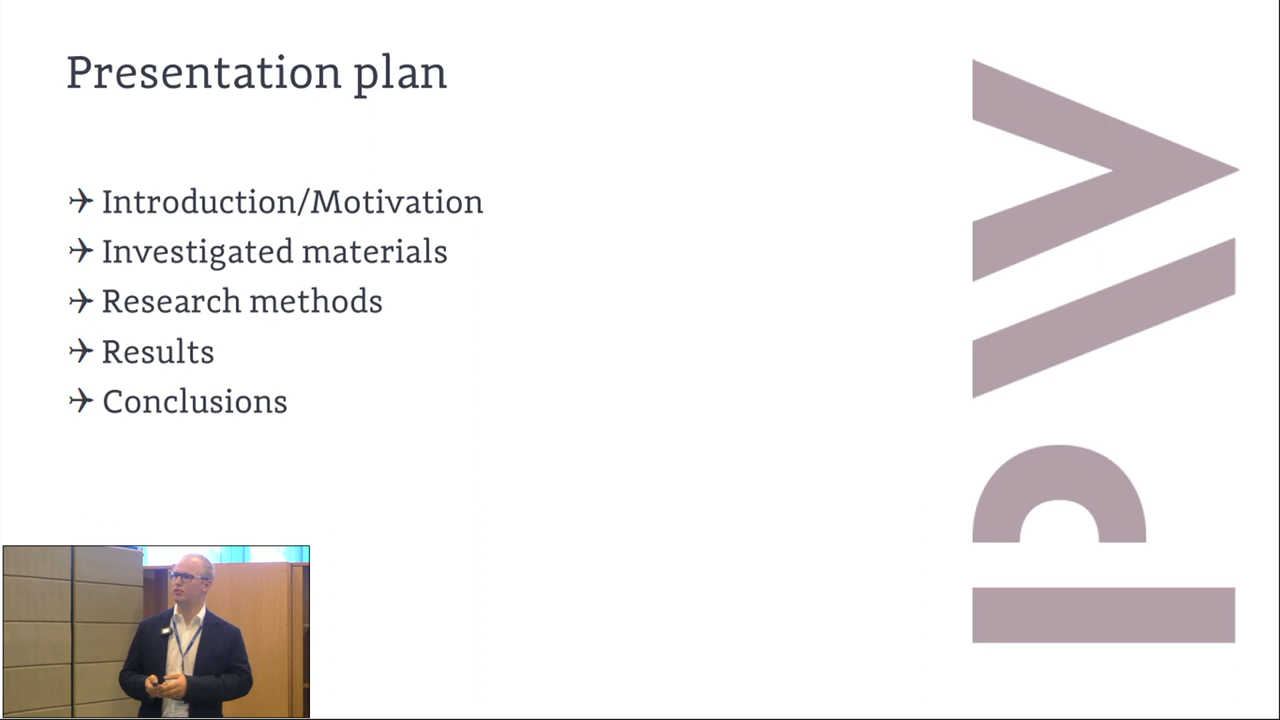 Presentation plan
✈ Introduction/Motivation
✈ Investigated materials
✈ Research methods
✈ Results
✈ Conclusions